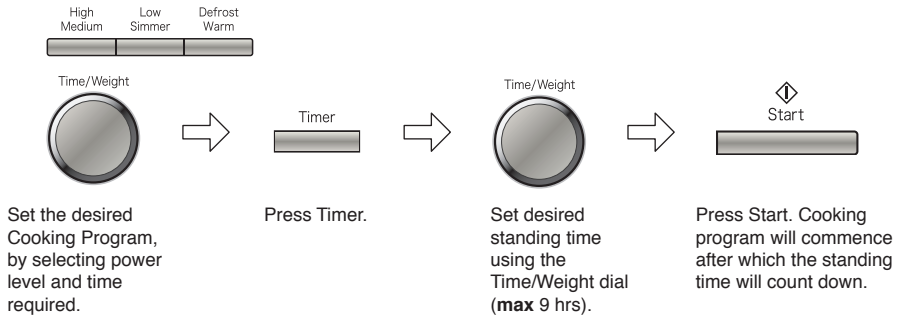 High
Medium
Low
Simmer
Defrost
Warm
Time/Weight
Timer
Time/Weight
Start
Set the desired
Cooking Program,
by selecting power
level and time
required.
Press Timer.
Set desired
standing time
using the
Time/Weight dial
(max 9 hrs).
Press Start. Cooking
program will commence
after which the standing
time will count down.